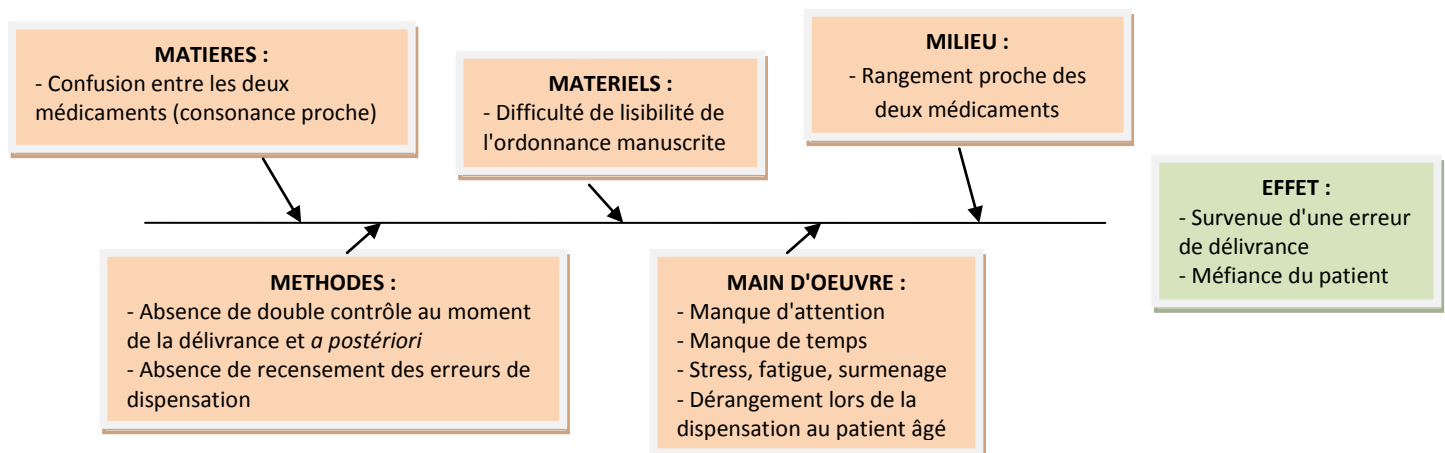 MATIERES :
- Confusion entre les deux
médicaments (consonance proche)
MATERIELS :
- Difficulté de lisibilité de
l'ordonnance manuscrite
MILIEU :
- Rangement proche des
deux médicaments
EFFET :
- Survenue d'une erreur
de délivrance
- Méfiance du patient
METHODES :
- Absence de double contrôle au moment
de la délivrance et a postériori
- Absence de recensement des erreurs de
dispensation
MAIN D'OEUVRE :
- Manque d'attention
- Manque de temps
- Stress, fatigue, surmenage
- Dérangement lors de la
dispensation au patient âgé